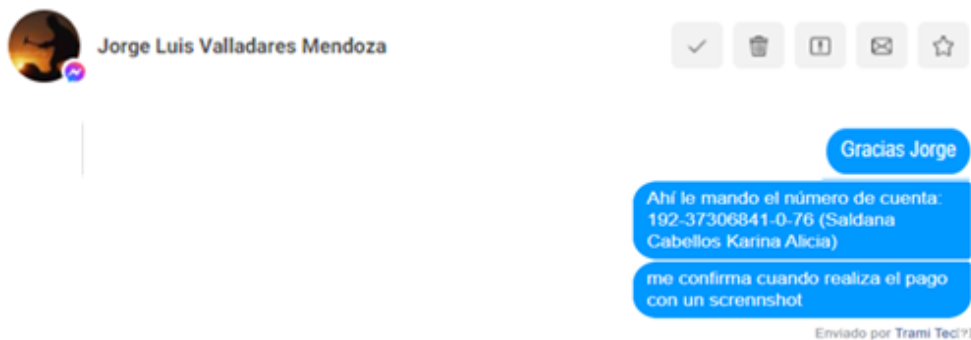 Jorge Luis Valladares Mendoza
Gracias Jorge
Ahí le mando el número de cuenta:
192-37306841-0-76 (Saldana
Cabellos Karina Alicia)
me confirma cuando realiza el pago
con un scrennshot
Enviado por Trami Tec[?]